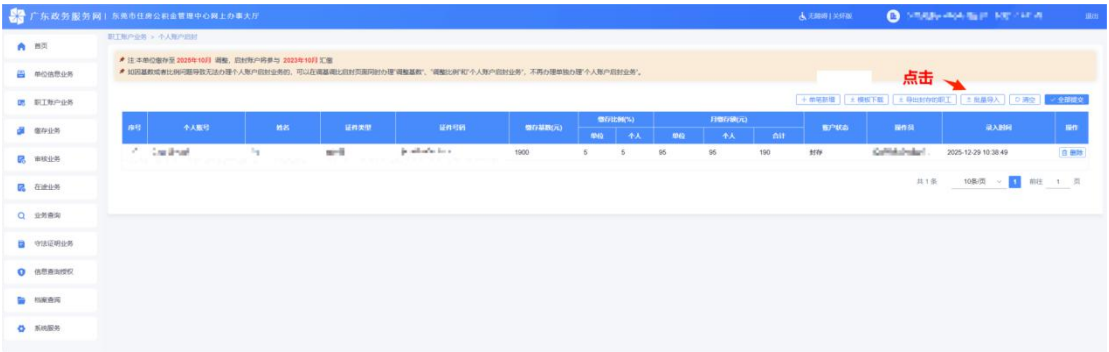 广东政务服务网 | 东莞市住房公积金管理中心网上办事大厅
无障碍 | 关怀版
退出
首页
单位信息业务
职工账户业务
缴存业务
审核业务
在途业务
业务查询
守法证明业务
信息查询授权
档案查阅
系统服务
职工账户业务 > 个人账户启封
注:本单位缴存至 2025年10月 调整，启封账户将参与 2023年10月 汇缴
如因基数或者比例问题导致无法办理个人账户启封业务的，可以在调基调比启封页面同时办理"调整基数"、"调整比例"和"个人账户启封业务"，不再办理单独办理"个人账户启封业务"。
点击
单笔新增 模板下载 导出封存的职工 批量导入 清空 全部提交
序号 个人账号 姓名 证件类型 证件号码 缴存基数(元) 缴存比例(%) 月缴存额(元) 账户状态 操作员 录入时间 操作
单位 个人 单位 个人 合计
1900 5 5 95 95 190 封存 2025-12-29 10:38:49 删除
共 1 条 10条/页 1 前往 1 页